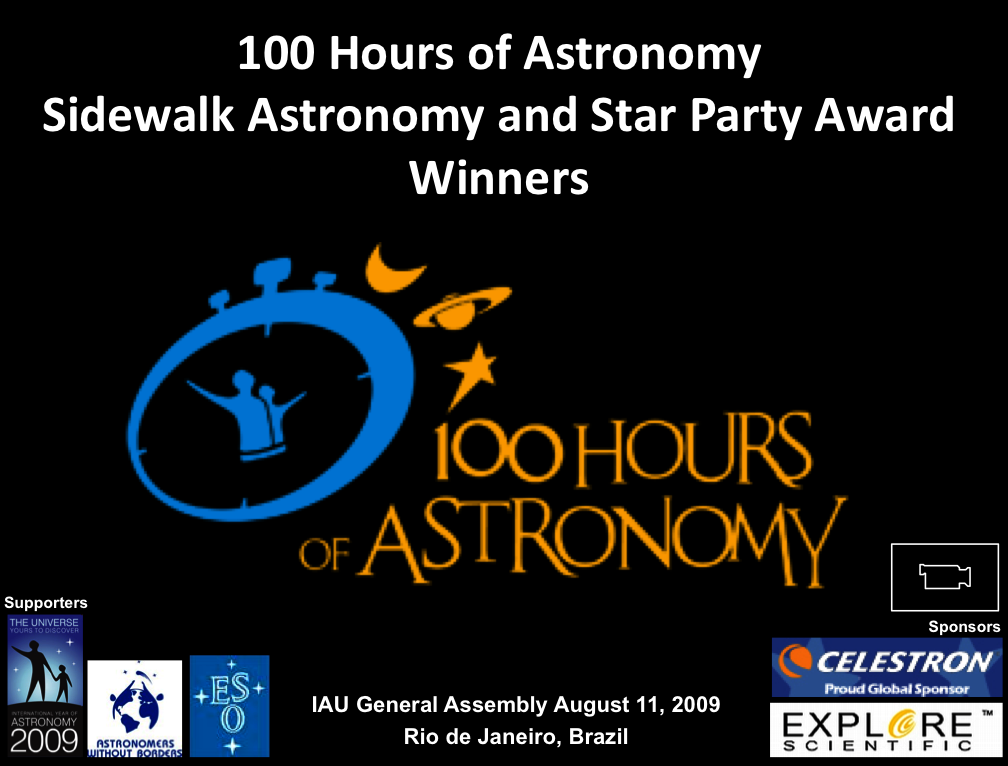 100 Hours of Astronomy
Sidewalk Astronomy and Star Party Award
Winners
100 HOURS
OF ASTRONOMY
Supporters
THE UNIVERSE
YOURS TO DISCOVER
INTERNATIONAL YEAR OF
ASTRONOMY
2009
ASTRONOMERS
WITHOUT BORDERS
ES
O
IAU General Assembly August 11, 2009
Rio de Janeiro, Brazil
Sponsors
CELESTRON
Proud Global Sponsor
EXPLORE™
SCIENTIFIC